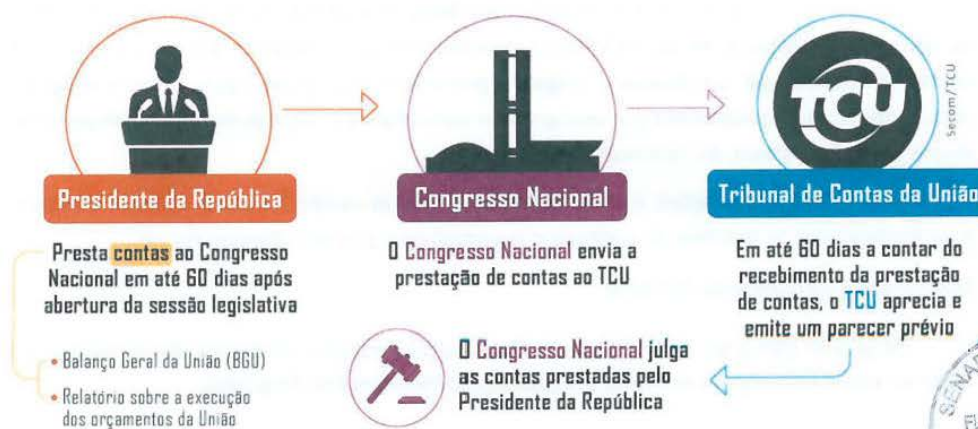 TCU
Secom/TCU
Presidente da República
Congresso Nacional
Tribunal de Contas da União
Presta contas ao Congresso
Nacional em até 60 dias após
abertura da sessão legislativa
• Balanço Geral da União (BGU)
• Relatório sobre a execução
dos orçamentos da União
O Congresso Nacional envia a
prestação de contas ao TCU
Em até 60 dias a contar do
recebimento da prestação
de contas, o TCU aprecia e
emite um parecer prévio
O Congresso Nacional julga
as contas prestadas pelo
Presidente da República